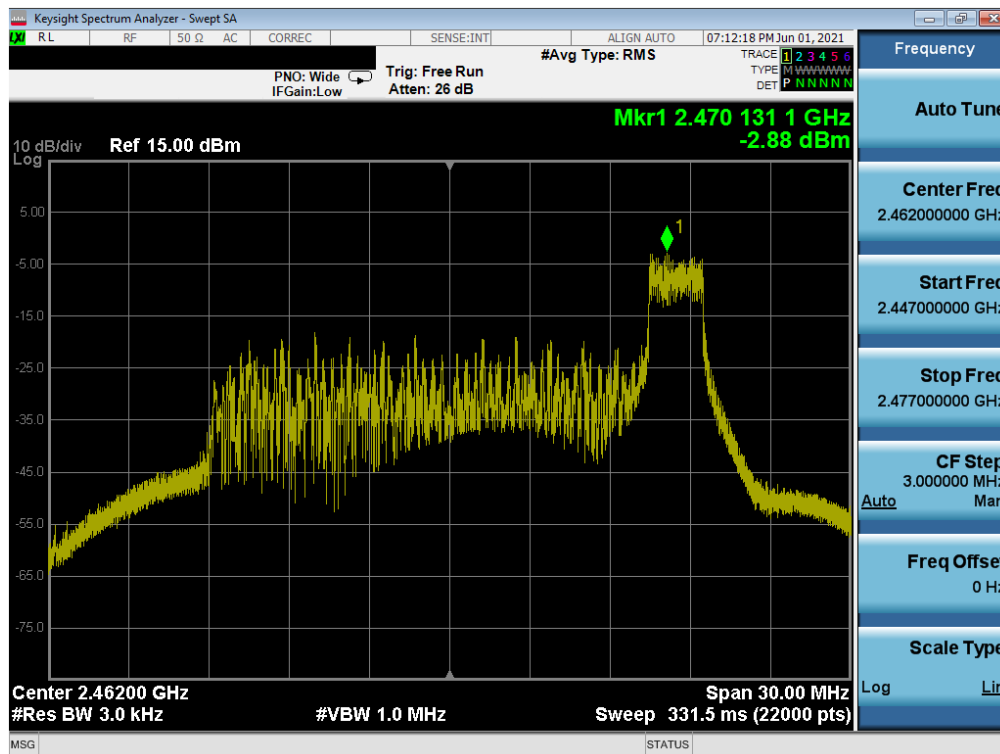 Keysight Spectrum Analyzer - Swept SA
LXI RL RF 50 Ω AC CORREC SENSE:INT ALIGN AUTO 07:12:18 PM Jun 01, 2021
PNO: Wide
IFGain:Low
Trig: Free Run
Atten: 26 dB
#Avg Type: RMS
TRACE 1 2 3 4 5 6
TYPE M WWWWW
DET P N N N N N
Mkr1 2.470 131 1 GHz
-2.88 dBm
10 dB/div
Log
Ref 15.00 dBm
1
5.00
-5.00
-15.0
-25.0
-35.0
-45.0
-55.0
-65.0
-75.0
Center 2.46200 GHz
Span 30.00 MHz
#Res BW 3.0 kHz
#VBW 1.0 MHz
Sweep 331.5 ms (22000 pts)
MSG
STATUS
Frequency
Auto Tune
Center Freq
2.462000000 GHz
Start Freq
2.447000000 GHz
Stop Freq
2.477000000 GHz
CF Step
3.000000 MHz
Auto Man
Freq Offset
0 Hz
Scale Type
Log Lin